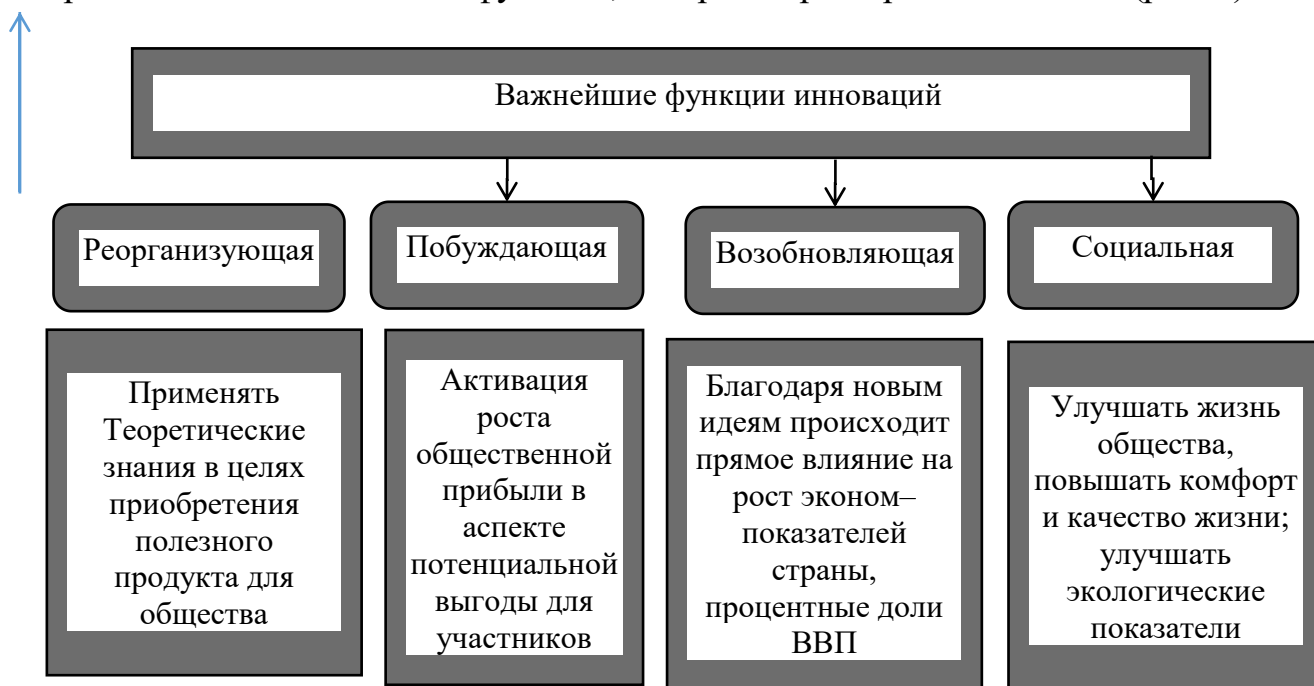 Важнейшие функции инноваций
Реорганизующая
Побуждающая
Возобновляющая
Социальная
Применять
Теоретические
знания в целях
приобретения
полезного
продукта для
общества
Активация
роста
общественной
прибыли в
аспекте
потенциальной
выгоды для
участников
Благодаря новым
идеям происходит
прямое влияние на
рост эконом–
показателей
страны,
процентные доли
ВВП
Улучшать жизнь
общества,
повышать комфорт
и качество жизни;
улучшать
экологические
показатели